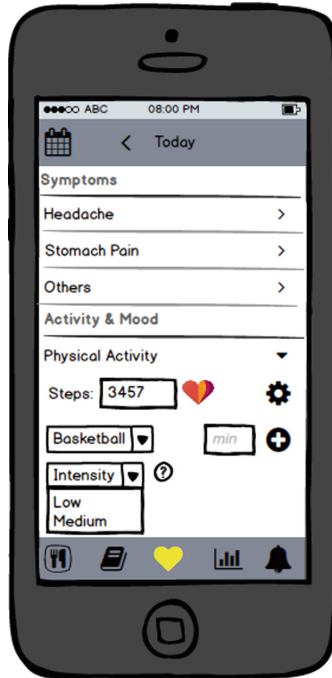 ABC 08:00 PM
Today
Symptoms
Headache
Stomach Pain
Others
Activity & Mood
Physical Activity
Steps: 3457
Basketball min
Intensity ?
Low
Medium